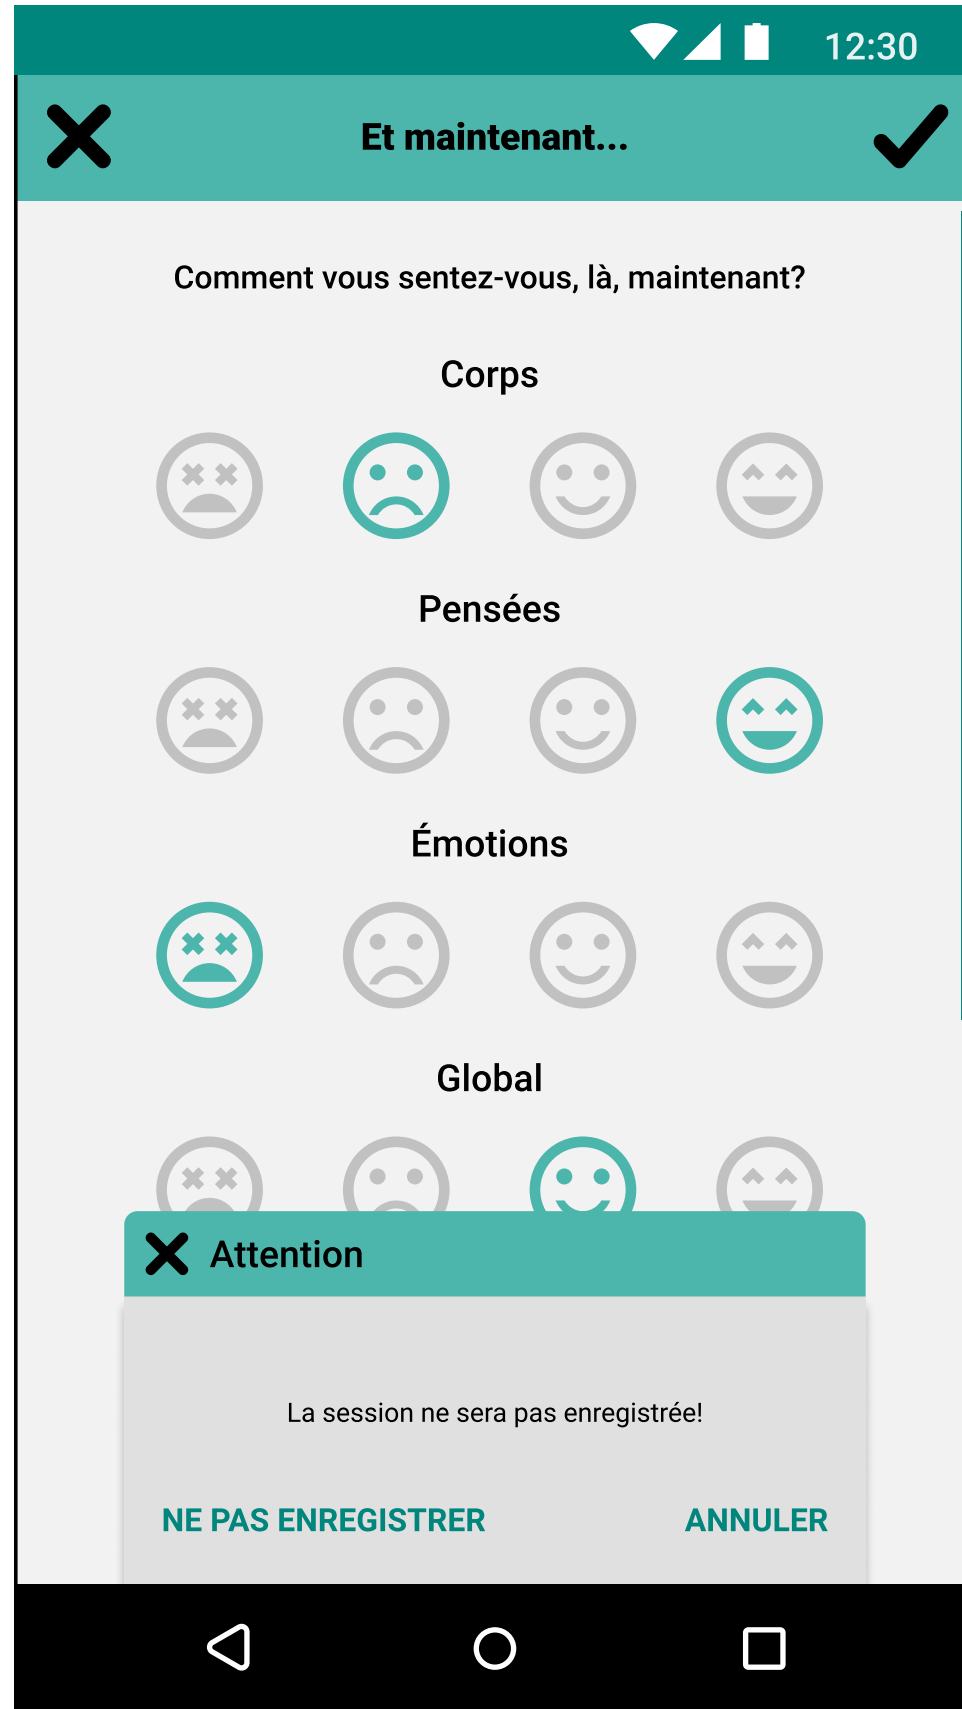 12:30
Et maintenant...
Comment vous sentez-vous, là, maintenant?
Corps
Pensées
Émotions
Global
Attention
La session ne sera pas enregistrée!
NE PAS ENREGISTRER ANNULER